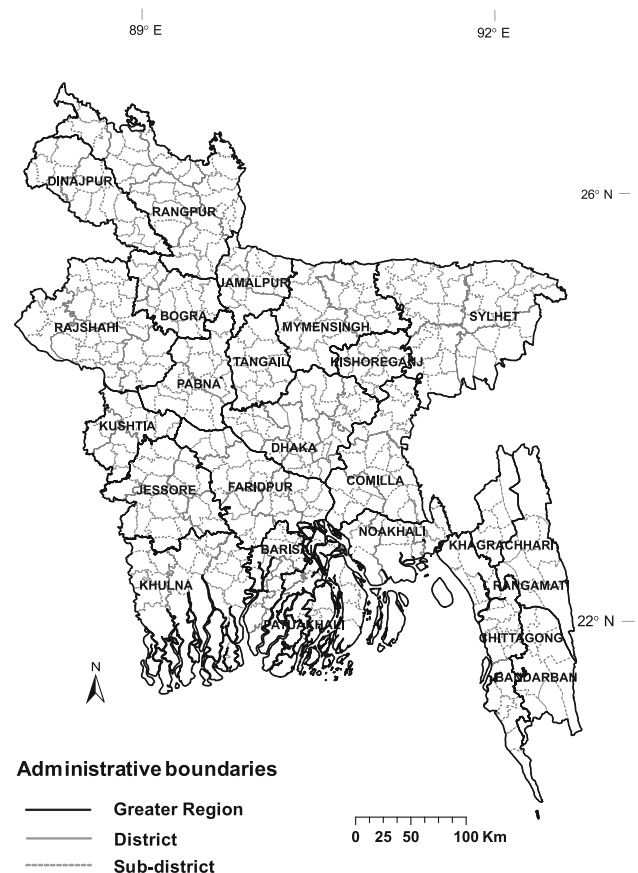 89° E
92° E
26° N
DINAJPUR
RANGPUR
JAMALPUR
BOGRA
SYLHET
RAJSHAHI
MYMENSINGH
TANGAIL
KISHOREGANJ
PABNA
KUSHTIA
DHAKA
COMILLA
JESSORE
FARIDPUR
NOAKHALI
BARISAL
KHAGRACHHARI
KHULNA
RANGAMATI
22° N
PATUAKHALI
CHITTAGONG
BANDARBAN
N
Administrative boundaries
Greater Region
District
Sub-district
0 25 50 100 Km